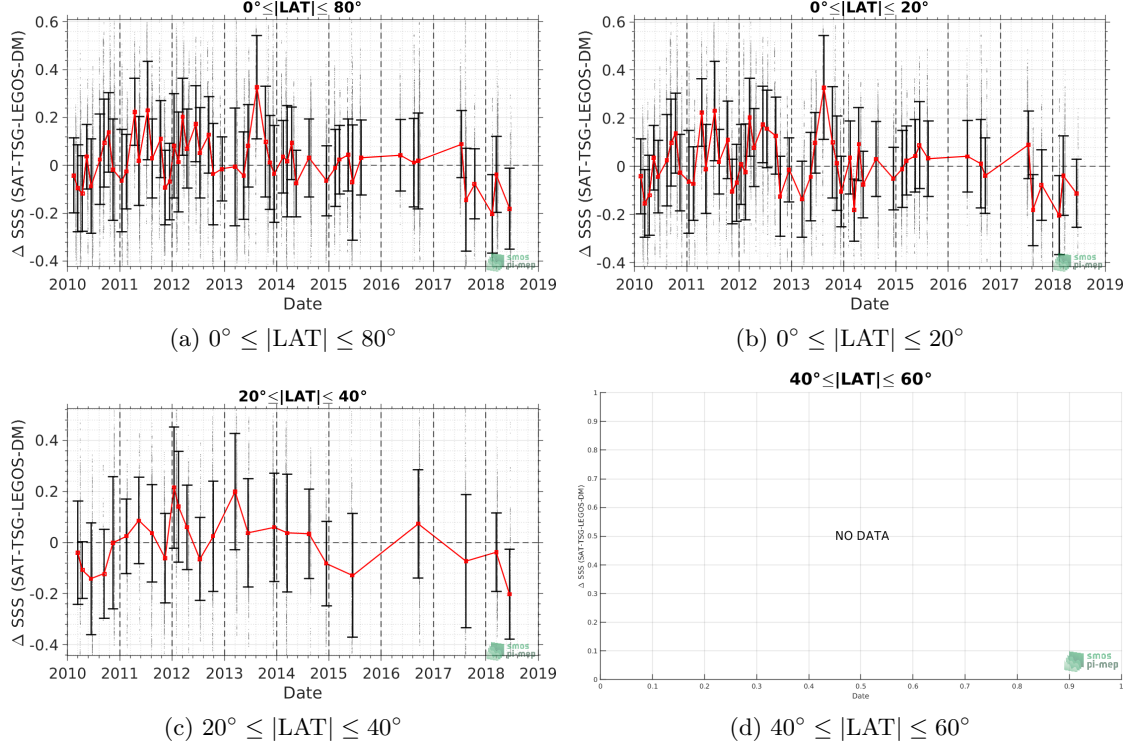 0°≤|LAT|≤ 80°
Δ SSS (SAT-TSG-LEGOS-DM)
0.6
0.4
0.2
0
-0.2
-0.4
2010 2011 2012 2013 2014 2015 2016 2017 2018 2019
Date
smos
pi-mep
(a) 0° ≤ |LAT| ≤ 80°
0°≤|LAT|≤ 20°
Δ SSS (SAT-TSG-LEGOS-DM)
0.6
0.4
0.2
0
-0.2
-0.4
2010 2011 2012 2013 2014 2015 2016 2017 2018 2019
Date
smos
pi-mep
(b) 0° ≤ |LAT| ≤ 20°
20°≤|LAT|≤ 40°
Δ SSS (SAT-TSG-LEGOS-DM)
0.4
0.2
0
-0.2
-0.4
2010 2011 2012 2013 2014 2015 2016 2017 2018 2019
Date
smos
pi-mep
(c) 20° ≤ |LAT| ≤ 40°
40°≤|LAT|≤ 60°
Δ SSS (SAT-TSG-LEGOS-DM)
1
0.9
0.8
0.7
0.6
0.5
0.4
0.3
0.2
0.1
0
NO DATA
0 0.1 0.2 0.3 0.4 0.5 0.6 0.7 0.8 0.9 1
Date
smos
pi-mep
(d) 40° ≤ |LAT| ≤ 60°